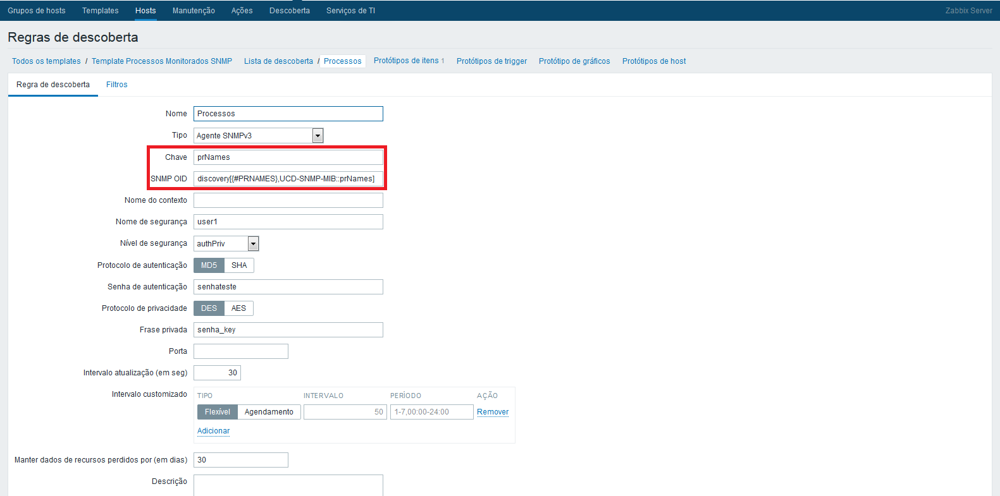 Grupos de hosts Templates Hosts Manutenção Ações Descoberta Serviços de TI Zabbix Server
Regras de descoberta
Todos os templates / Template Processos Monitorados SNMP Lista de descoberta / Processos Protótipos de itens 1 Protótipos de trigger Protótipo de gráficos Protótipos de host
Regra de descoberta Filtros
Nome Processos
Tipo Agente SNMPv3
Chave prNames
SNMP OID discovery[{#PRNAMES},UCD-SNMP-MIB::prNames]
Nome do contexto
Nome de segurança user1
Nível de segurança authPriv
Protocolo de autenticação MD5 SHA
Senha de autenticação senhateste
Protocolo de privacidade DES AES
Frase privada senha_key
Porta
Intervalo atualização (em seg) 30
Intervalo customizado TIPO INTERVALO PERÍODO AÇÃO
Flexível Agendamento 50 1-7,00:00-24:00 Remover
Adicionar
Manter dados de recursos perdidos por (em dias) 30
Descrição